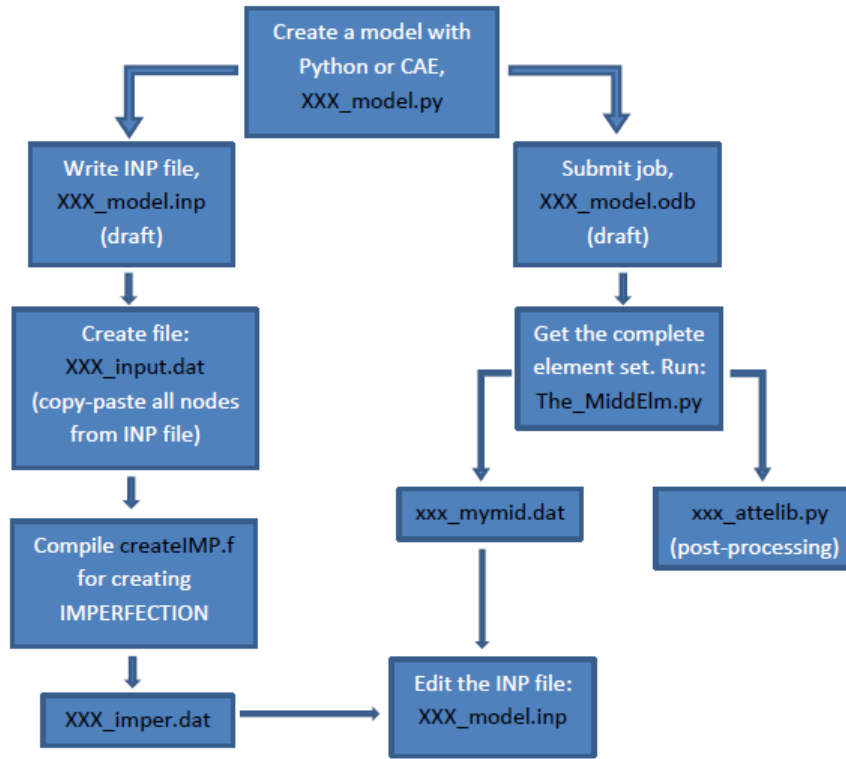 Create a model with
Python or CAE,
XXX_model.py
Write INP file,
XXX_model.inp
(draft)
Submit job,
XXX_model.odb
(draft)
Create file:
XXX_input.dat
(copy-paste all nodes
from INP file)
Get the complete
element set. Run:
The_MiddElm.py
Compile createIMP.f
for creating
IMPERFECTION
xxx_mymid.dat
xxx_attelib.py
(post-processing)
XXX_imper.dat
Edit the INP file:
XXX_model.inp